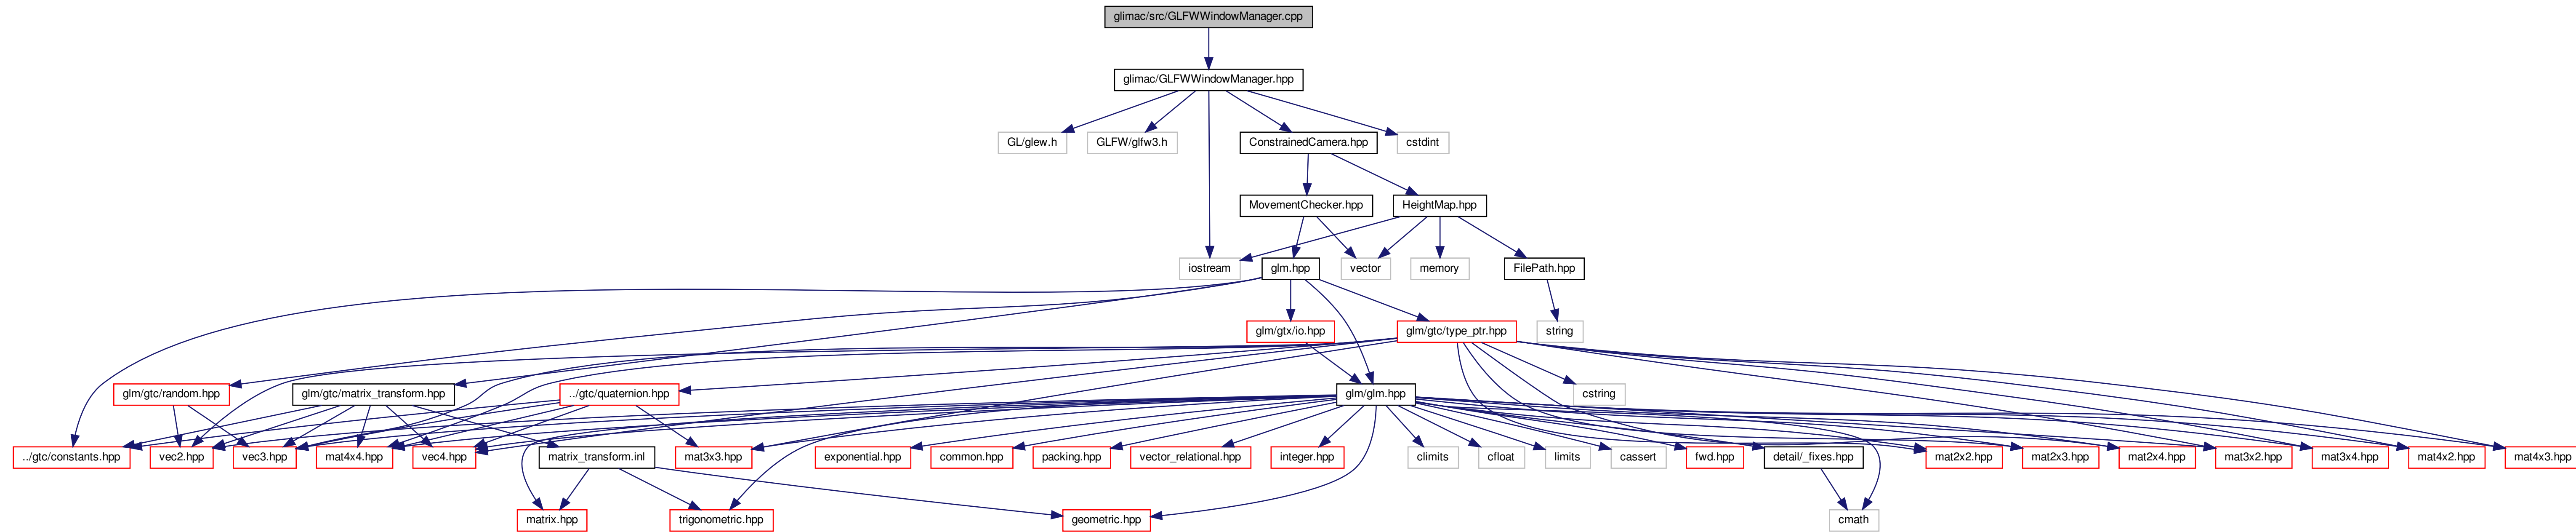 glimac/src/GLFWWindowManager.cpp
glimac/GLFWWindowManager.hpp
GL/glew.h
GLFW/glfw3.h
ConstrainedCamera.hpp
cstdint
MovementChecker.hpp
HeightMap.hpp
iostream
glm.hpp
vector
memory
FilePath.hpp
glm/gtx/io.hpp
glm/gtc/type_ptr.hpp
string
glm/gtc/random.hpp
glm/gtc/matrix_transform.hpp
../gtc/quaternion.hpp
glm/glm.hpp
cstring
../gtc/constants.hpp
vec2.hpp
vec3.hpp
mat4x4.hpp
vec4.hpp
matrix_transform.inl
mat3x3.hpp
exponential.hpp
common.hpp
packing.hpp
vector_relational.hpp
integer.hpp
climits
cfloat
limits
cassert
fwd.hpp
detail/_fixes.hpp
mat2x2.hpp
mat2x3.hpp
mat2x4.hpp
mat3x2.hpp
mat3x4.hpp
mat4x2.hpp
mat4x3.hpp
matrix.hpp
trigonometric.hpp
geometric.hpp
cmath